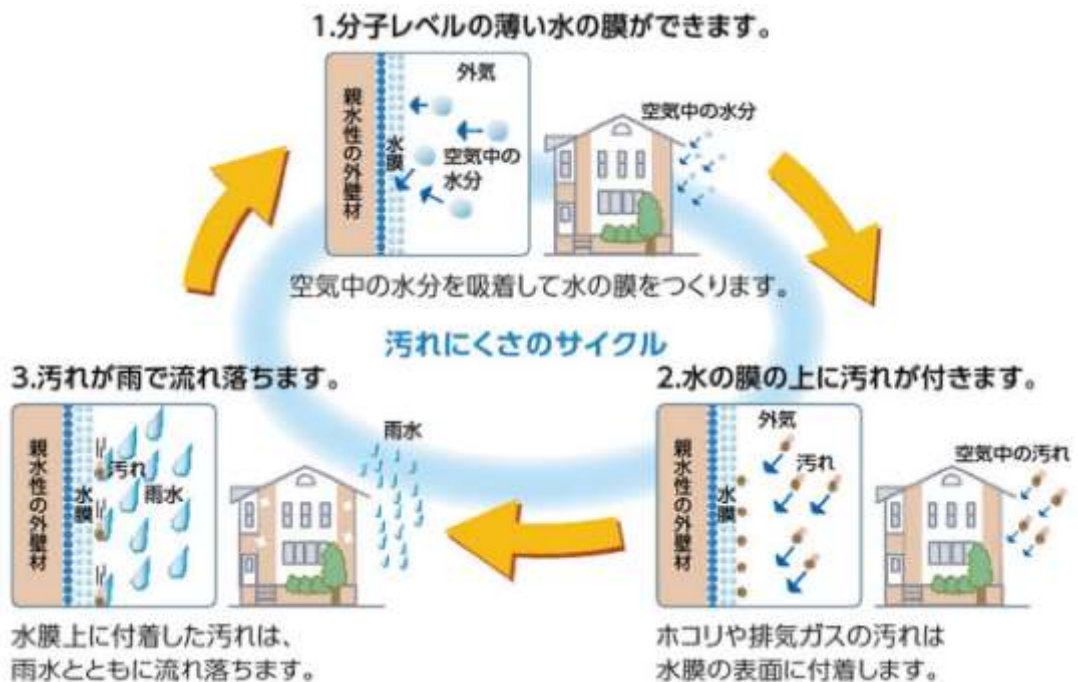 1.分子レベルの薄い水の膜ができます。
親水性の外壁材
水膜
外気
空気中の
水分
空気中の水分
空気中の水分を吸着して水の膜をつくります。
汚れにくさのサイクル
2.水の膜の上に汚れが付きます。
親水性の外壁材
水膜
外気
汚れ
空気中の汚れ
ホコリや排気ガスの汚れは
水膜の表面に付着します。
3.汚れが雨で流れ落ちます。
親水性の外壁材
水膜
汚れ
雨水
雨水
水膜上に付着した汚れは、
雨水とともに流れ落ちます。